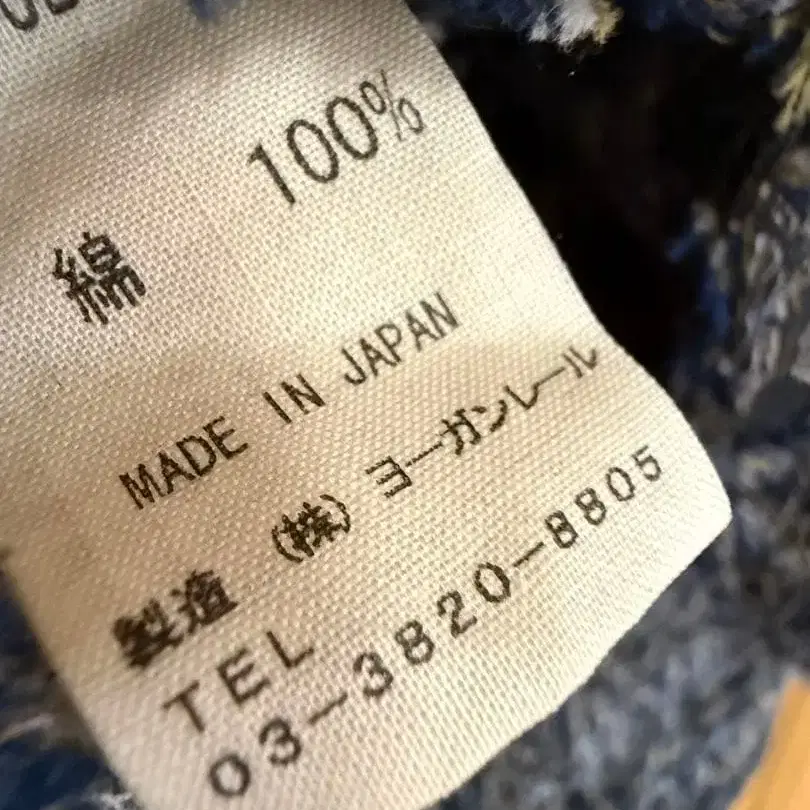 綿 100%
MADE IN JAPAN
製造 (株) ヨーガンレール
TEL
03-3820-8805